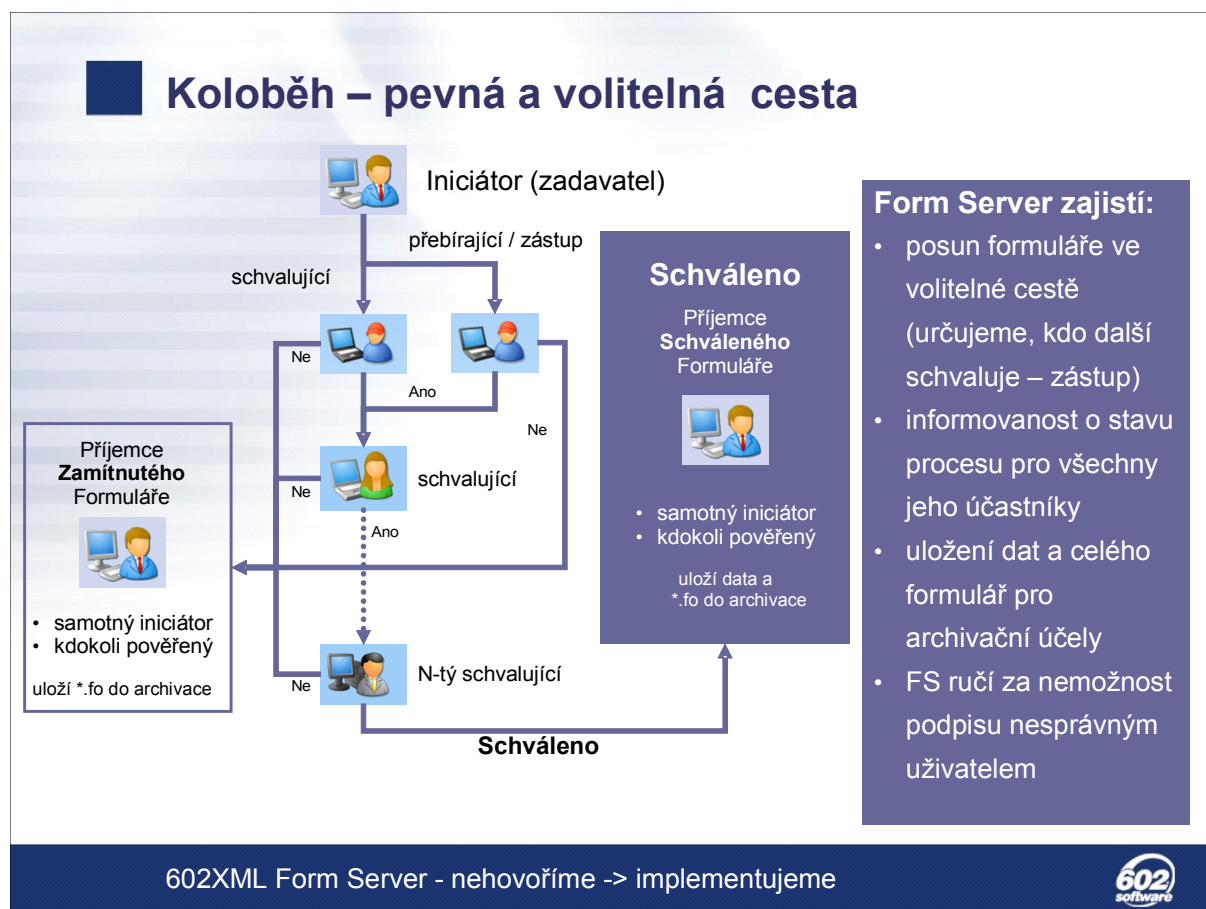 Koloběh – pevná a volitelná cesta
Iniciátor (zadavatel)
přebírající / zástup
schvalující
Ne
Ano
Ne
schvalující
Ne
Ano
N-tý schvalující
Ne
Schváleno
Příjemce
Zamítnutého
Formuláře
• samotný iniciátor
• kdokoli pověřený
uloží *.fo do archivace
Schváleno
Příjemce
Schváleného
Formuláře
• samotný iniciátor
• kdokoli pověřený
uloží data a
*.fo do archivace
Form Server zajistí:
• posun formuláře ve
volitelné cestě
(určujeme, kdo další
schvaluje – zástup)
• informovanost o stavu
procesu pro všechny
jeho účastníky
• uložení dat a celého
formulář pro
archivační účely
• FS ručí za nemožnost
podpisu nesprávným
uživatelem
602XML Form Server - nehovoříme -> implementujeme
602
software